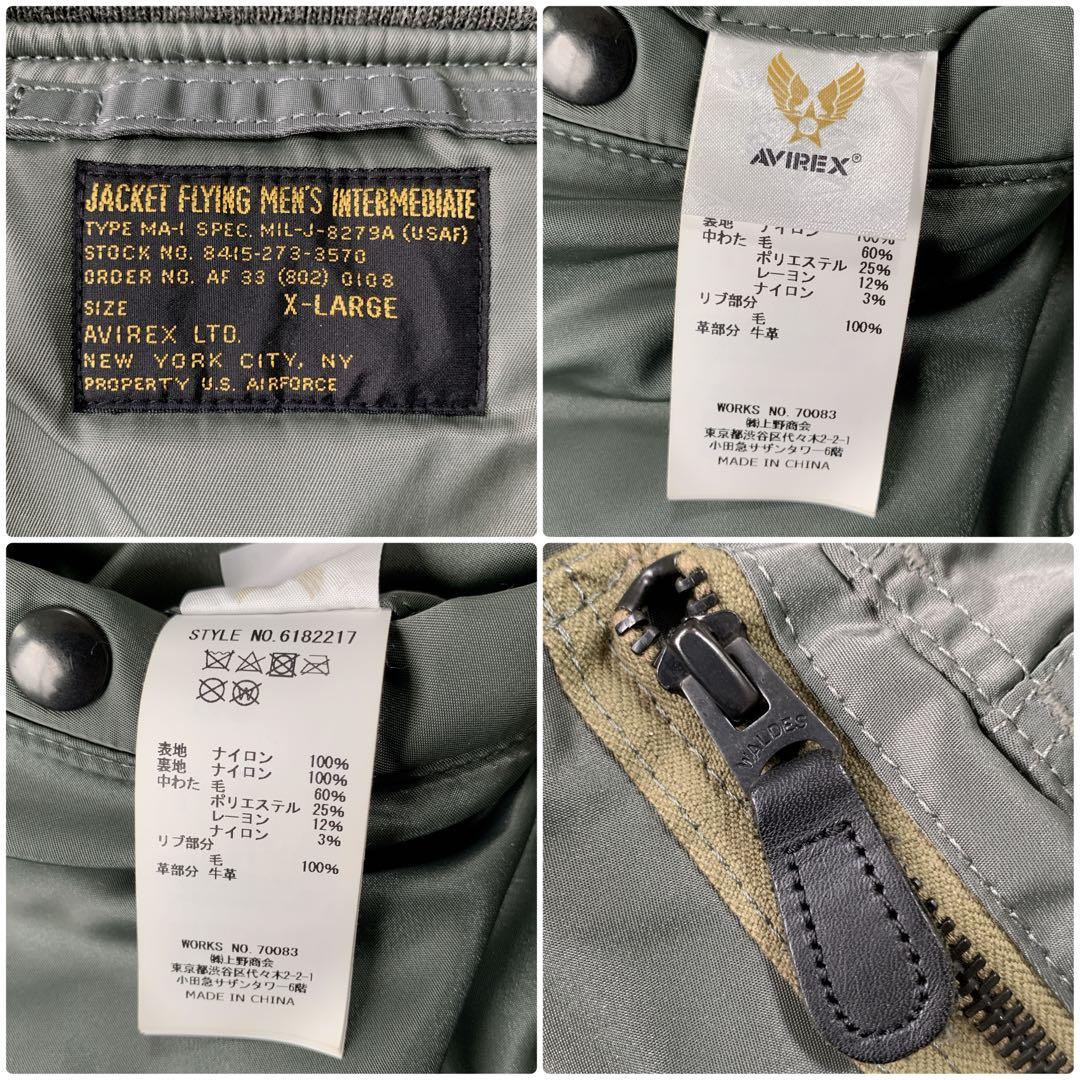 JACKET FLYING MEN'S INTERMEDIATE
TYPE MA-1 SPEC. MIL-J-8279A (USAF)
STOCK NO. 8415-273-3570
ORDER NO. AF 33 (802) 0108
SIZE X-LARGE
AVIREX LTD.
NEW YORK CITY, NY
PROPERTY U.S. AIRFORCE
AVIREX®
裏地 ナイロン 100%
中わた 毛 60%
ポリエステル 25%
レーヨン 12%
ナイロン 3%
リブ部分
毛
革部分 牛革 100%
WORKS NO. 70083
㈱上野商会
東京都渋谷区代々木2-2-1
小田急サザンタワー6階
MADE IN CHINA
STYLE NO.6182217
W
表地 ナイロン 100%
裏地 ナイロン 100%
中わた 毛 60%
ポリエステル 25%
レーヨン 12%
ナイロン 3%
リブ部分
毛 100%
革部分 牛革
WORKS NO. 70083
㈱上野商会
東京都渋谷区代々木2-2-1
小田急サザンタワー6階
MADE IN CHINA
WALDES